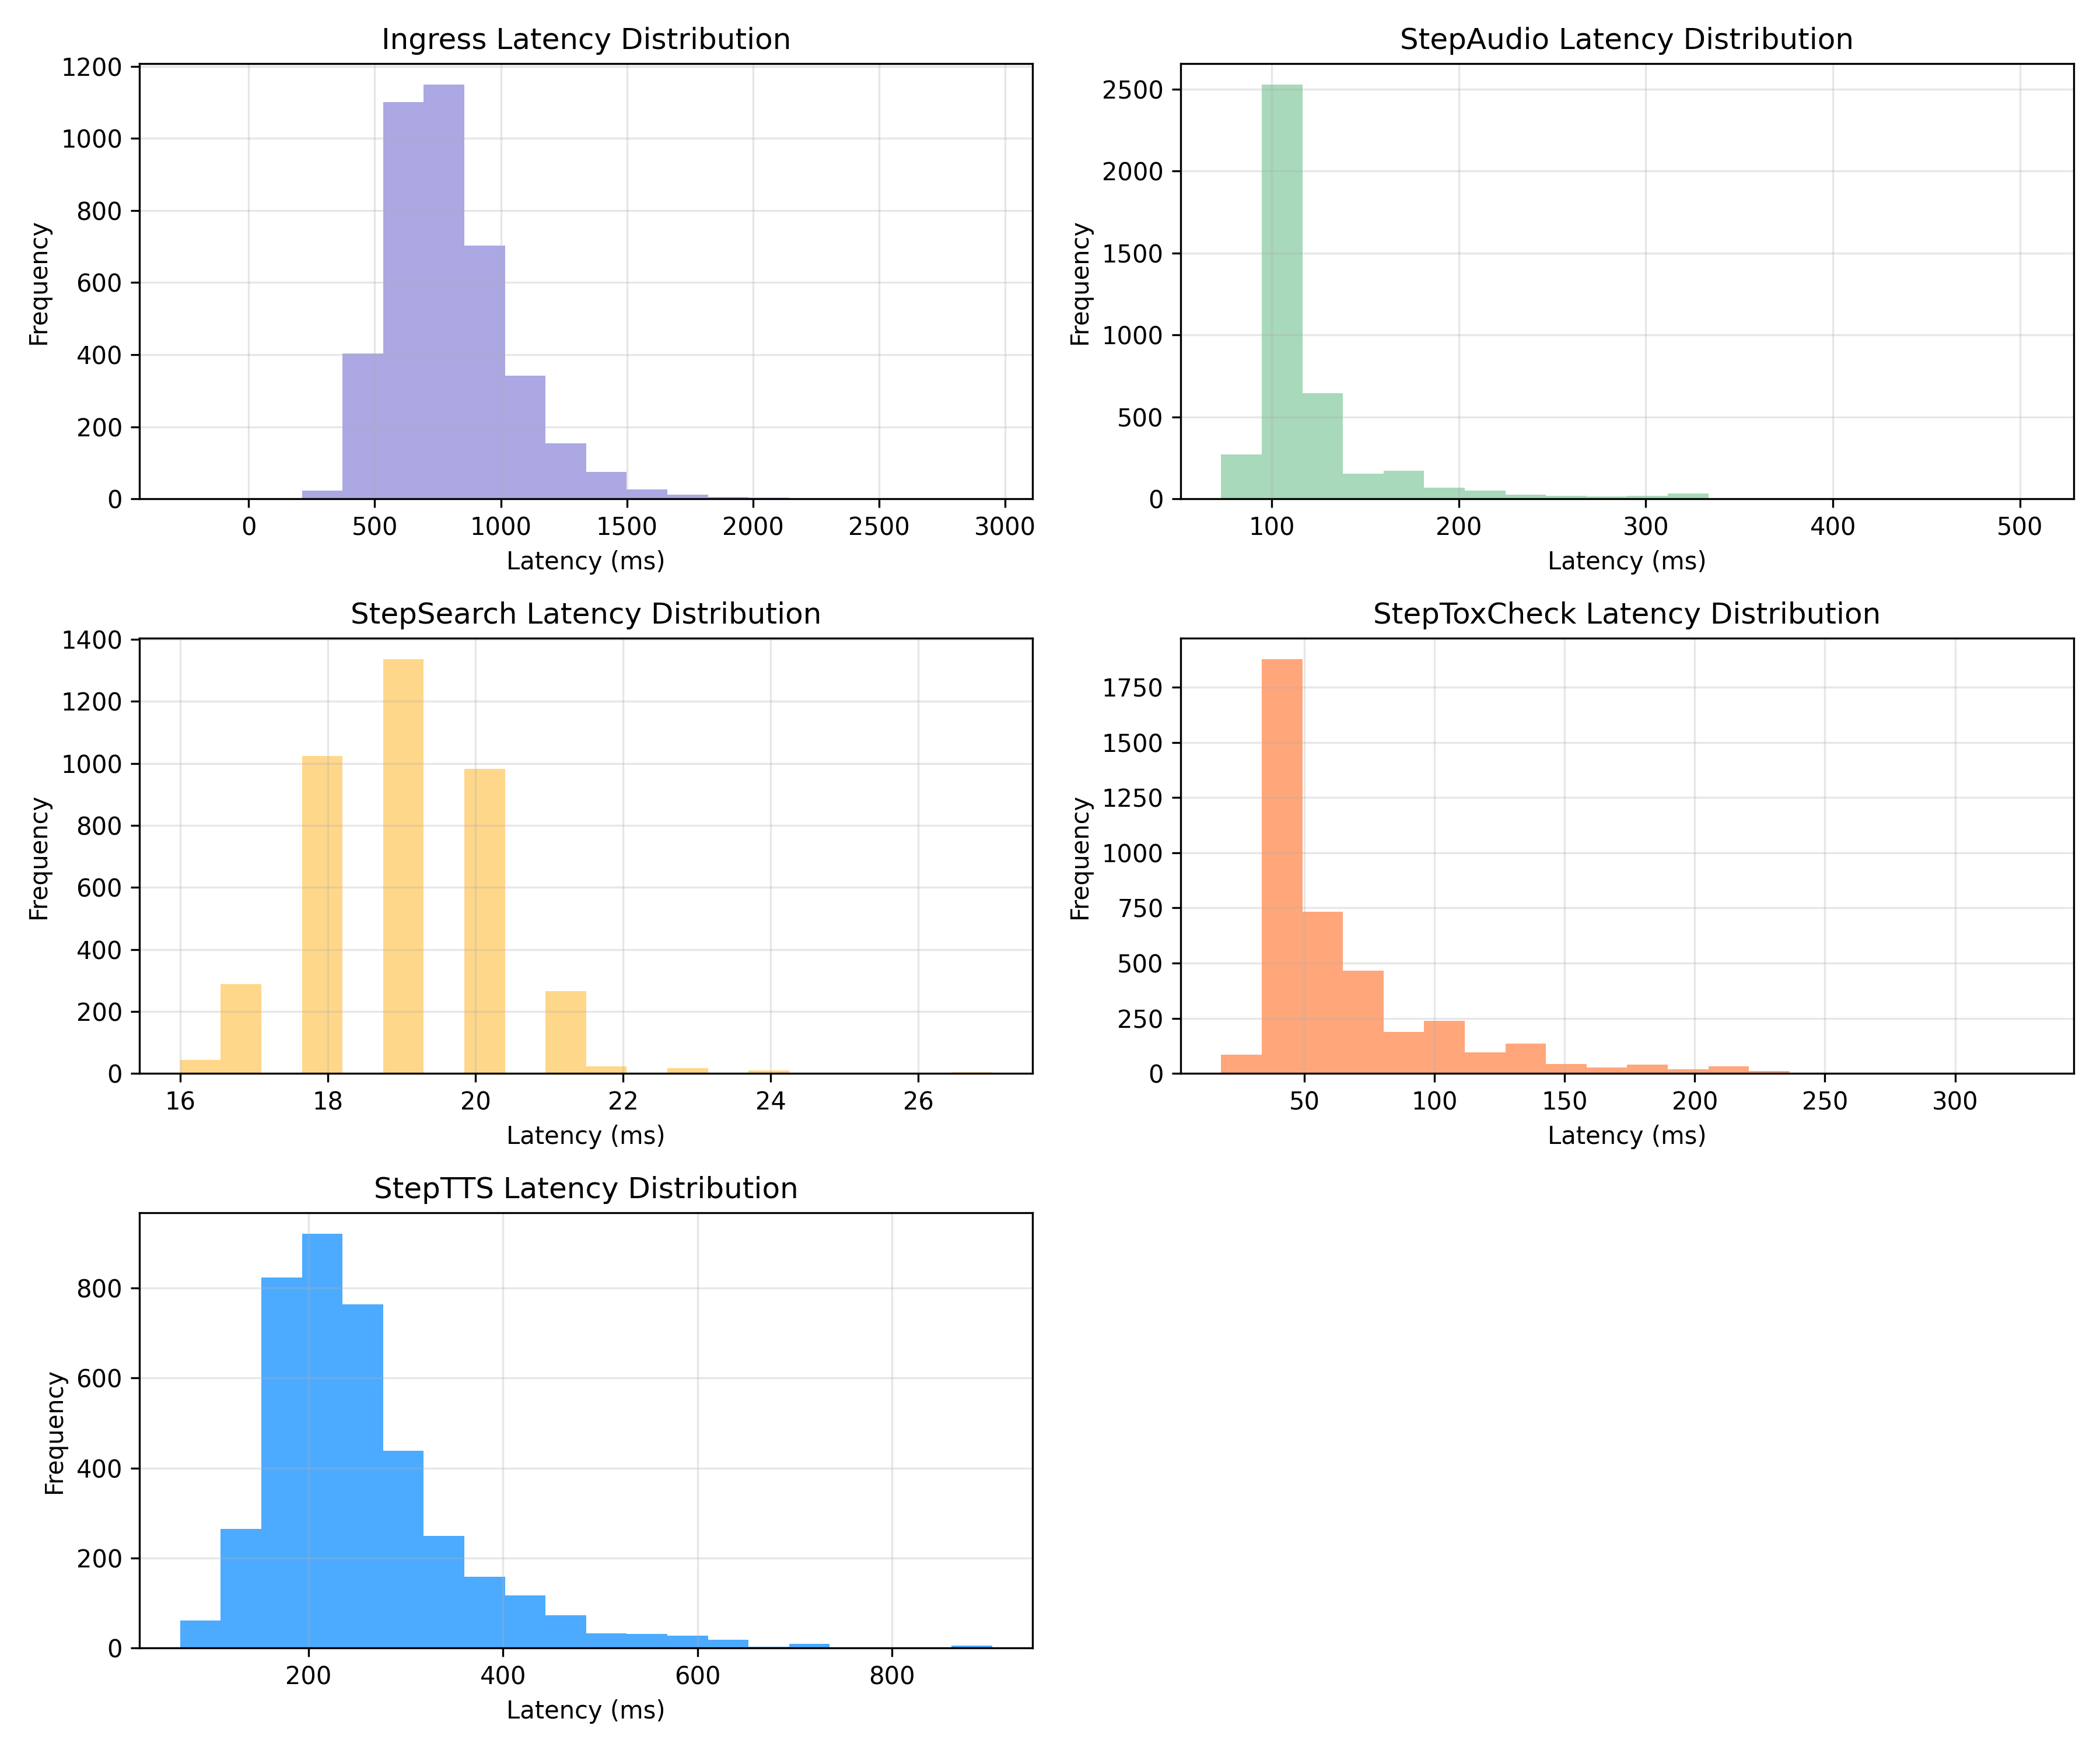 Ingress Latency Distribution
Frequency
1200
1000
800
600
400
200
0
0 500 1000 1500 2000 2500 3000
Latency (ms)
StepAudio Latency Distribution
Frequency
2500
2000
1500
1000
500
0
100 200 300 400 500
Latency (ms)
StepSearch Latency Distribution
Frequency
1400
1200
1000
800
600
400
200
0
16 18 20 22 24 26
Latency (ms)
StepToxCheck Latency Distribution
Frequency
1750
1500
1250
1000
750
500
250
0
50 100 150 200 250 300
Latency (ms)
StepTTS Latency Distribution
Frequency
800
600
400
200
0
200 400 600 800
Latency (ms)